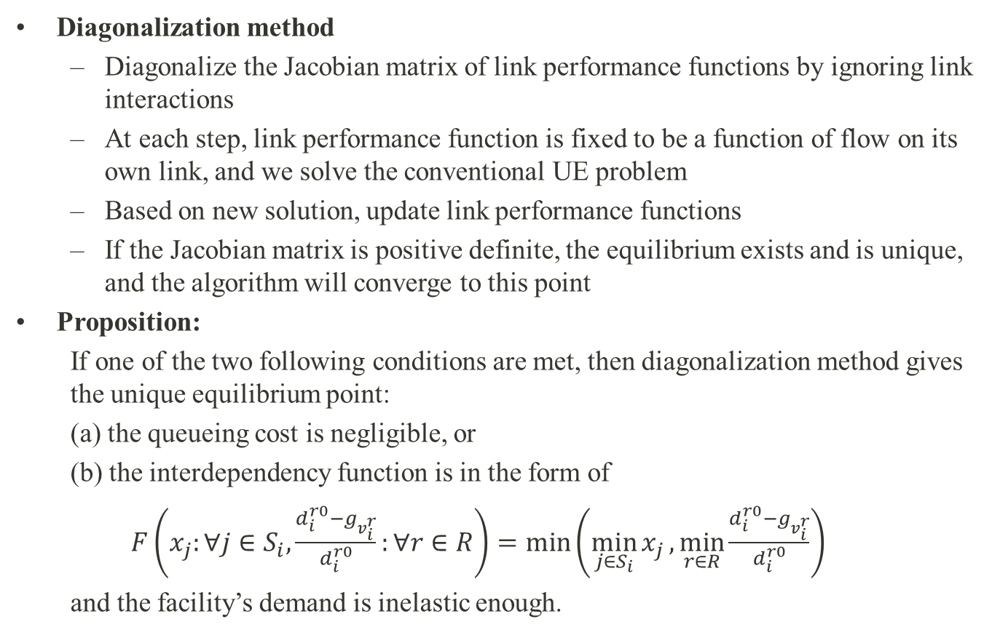 • Diagonalization method
– Diagonalize the Jacobian matrix of link performance functions by ignoring link
interactions
– At each step, link performance function is fixed to be a function of flow on its
own link, and we solve the conventional UE problem
– Based on new solution, update link performance functions
– If the Jacobian matrix is positive definite, the equilibrium exists and is unique,
and the algorithm will converge to this point
• Proposition:
If one of the two following conditions are met, then diagonalization method gives
the unique equilibrium point:
(a) the queueing cost is negligible, or
(b) the interdependency function is in the form of
$F\left(x_j: \forall j \in S_i, \frac{d_i^{r0}-g_{v_i^r}}{d_i^{r0}}: \forall r \in R\right) = \min\left(\min_{j \in S_i} x_j, \min_{r \in R} \frac{d_i^{r0}-g_{v_i^r}}{d_i^{r0}}\right)$
and the facility's demand is inelastic enough.